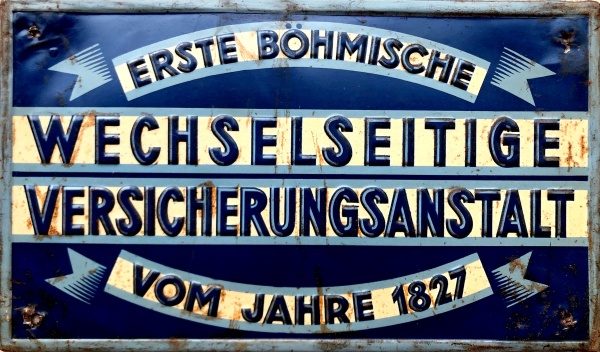 ERSTE BÖHMISCHE
WECHSELSEITIGE
VERSICHERUNGSANSTALT
VOM JAHRE 1827